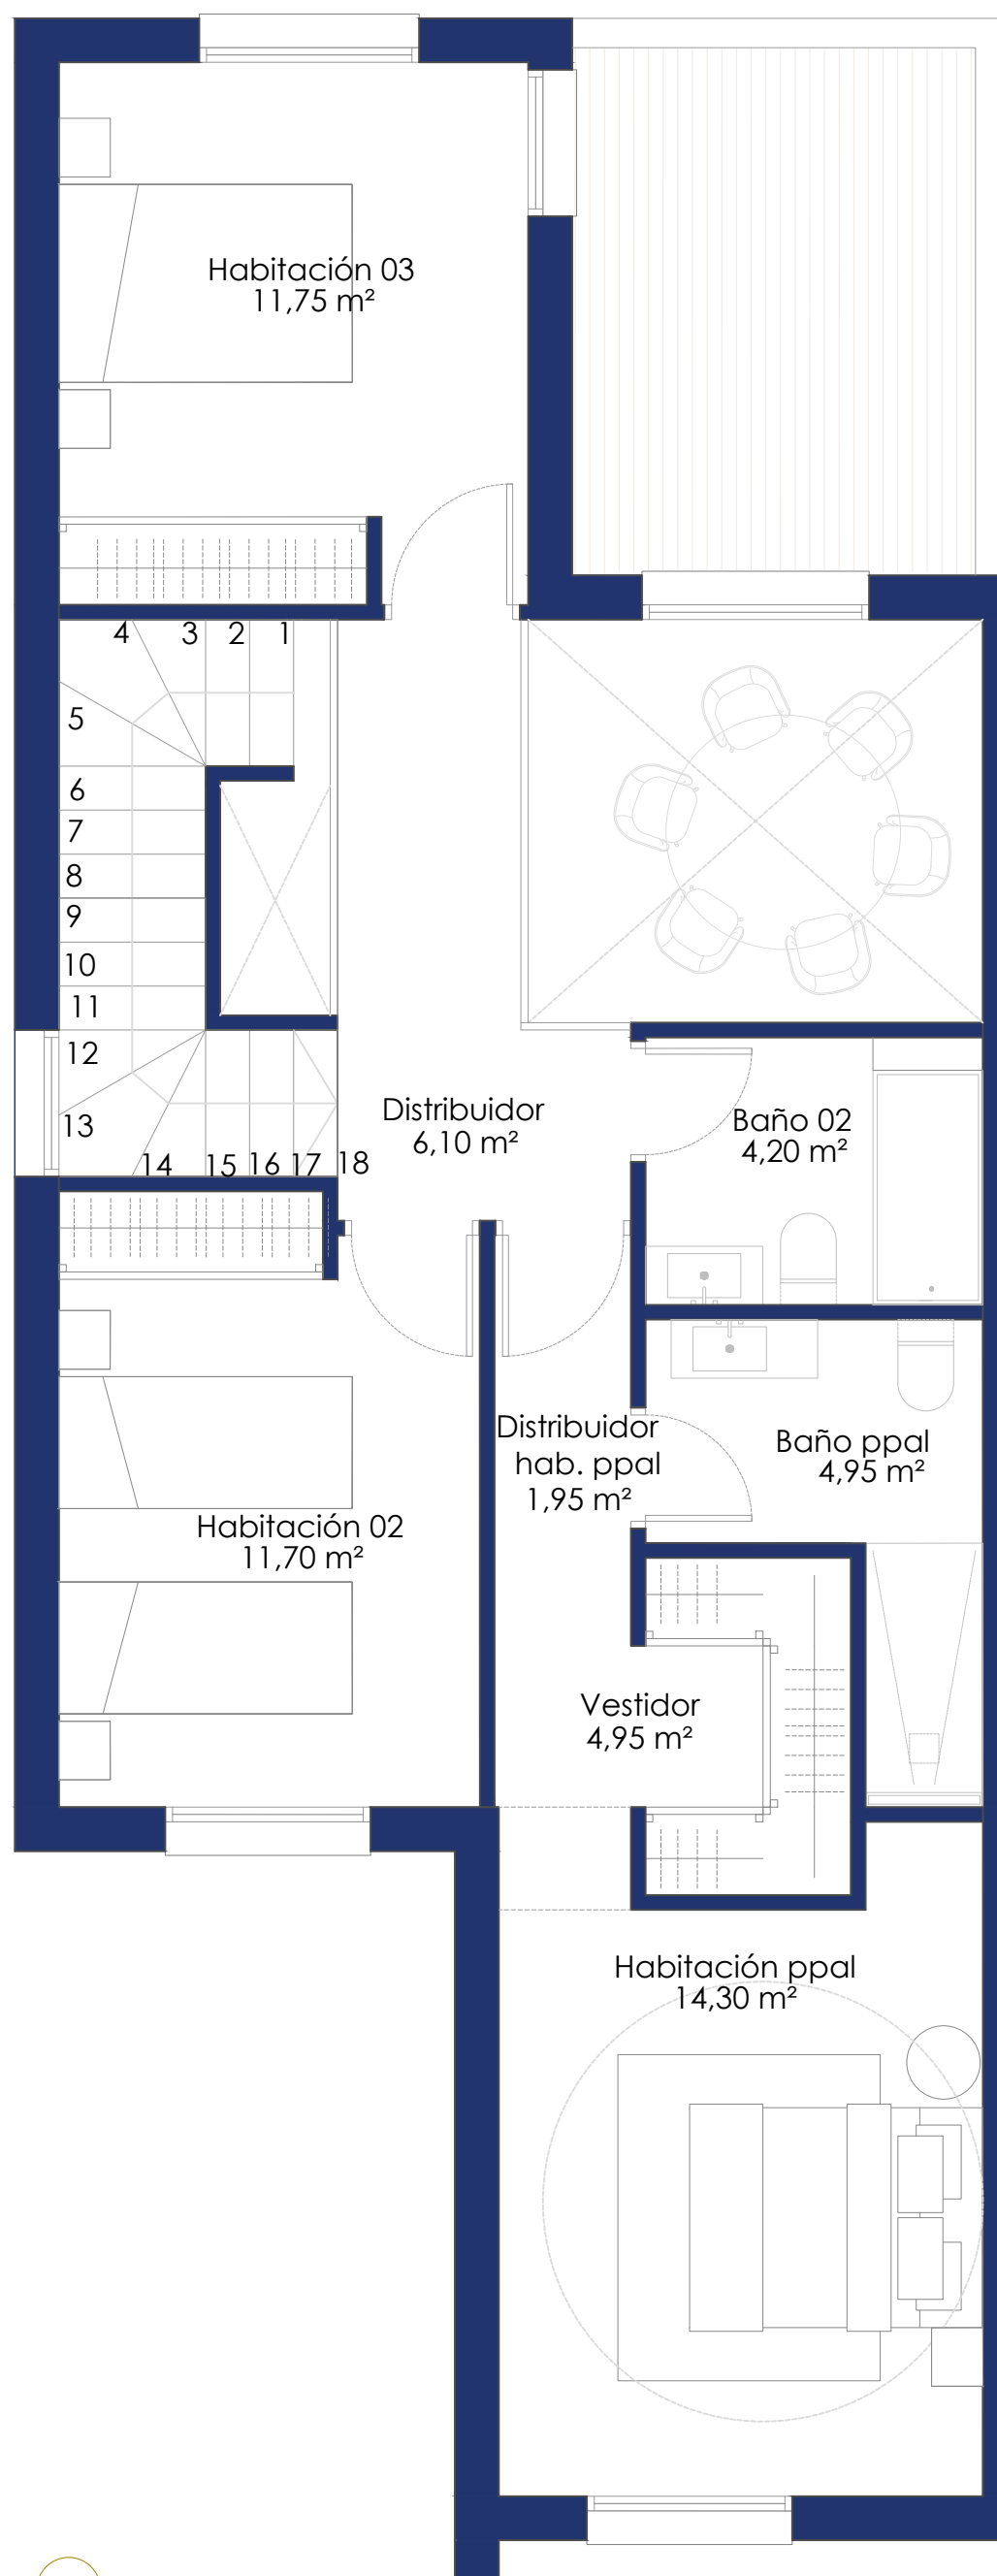 Habitación 03
11,75 m²
4 3 2 1
5
6
7
8
9
10
11
12
13
14 15 16 17 18
Distribuidor
6,10 m²
Baño 02
4,20 m²
Distribuidor
hab. ppal
1,95 m²
Baño ppal
4,95 m²
Habitación 02
11,70 m²
Vestidor
4,95 m²
Habitación ppal
14,30 m²